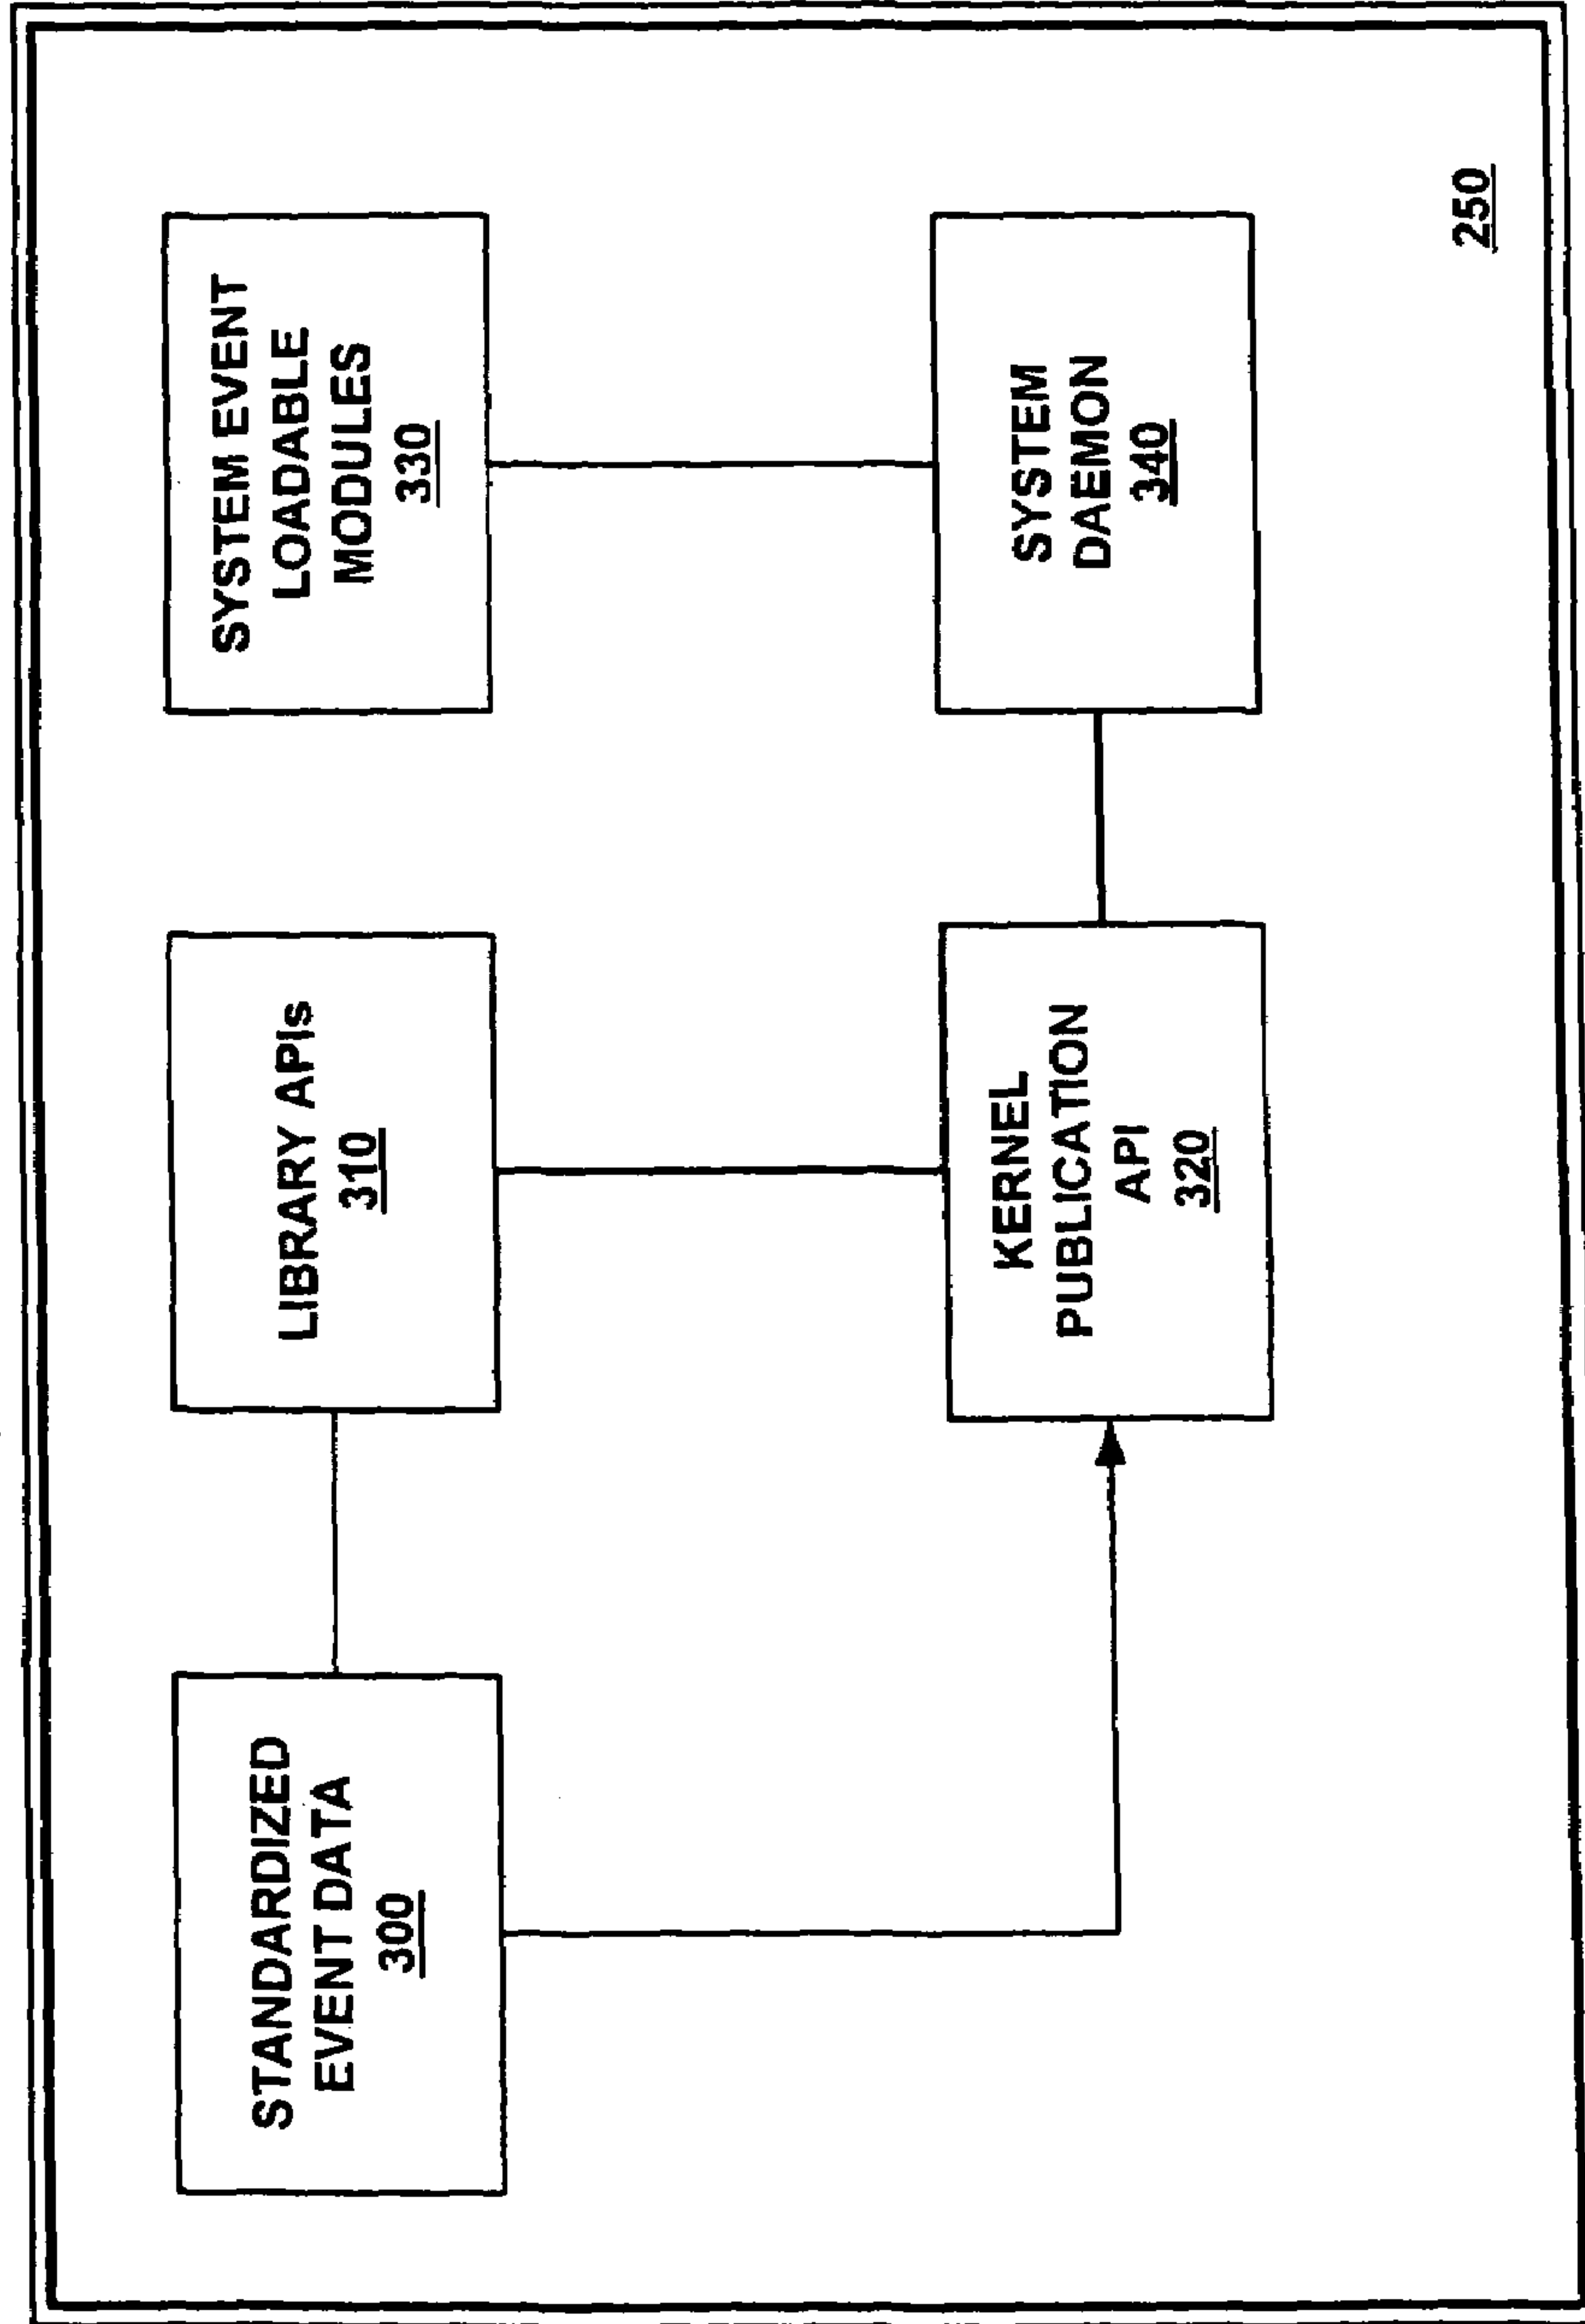 STANDARDIZED
EVENT DATA
300
LIBRARY APIs
310
SYSTEM EVENT
LOADABLE
MODULES
330
KERNEL
PUBLICATION
API
320
SYSTEM
DAEMON
340
250